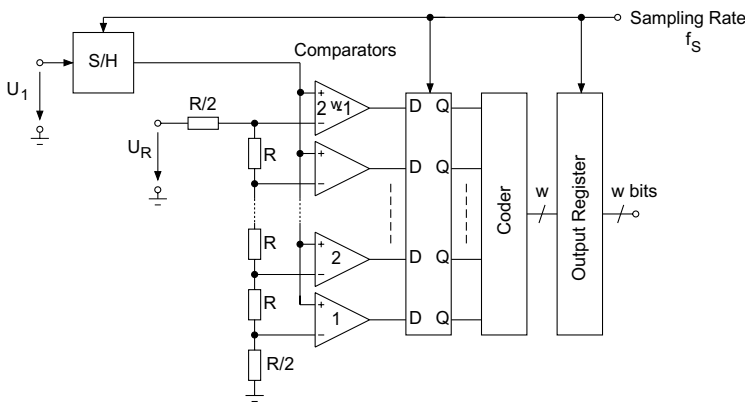 Sampling Rate
f_S
Comparators
S/H
U_1
R/2
U_R
2^w-1
+
−
D Q
R
+
−
D Q
R
+
2
−
D Q
R
+
1
−
D Q
R/2
Coder
w
Output Register
w bits